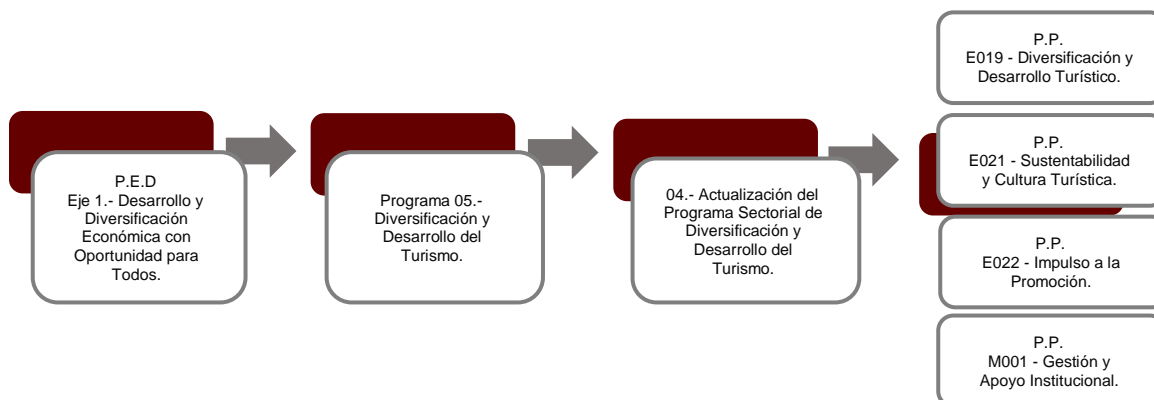 P.E.D
Eje 1.- Desarrollo y
Diversificación
Económica con
Oportunidad para
Todos.
Programa 05.-
Diversificación y
Desarrollo del
Turismo.
04.- Actualización del
Programa Sectorial de
Diversificación y
Desarrollo del
Turismo.
P.P.
E019 - Diversificación y
Desarrollo Turístico.
P.P.
E021 - Sustentabilidad
y Cultura Turística.
P.P.
E022 - Impulso a la
Promoción.
P.P.
M001 - Gestión y
Apoyo Institucional.